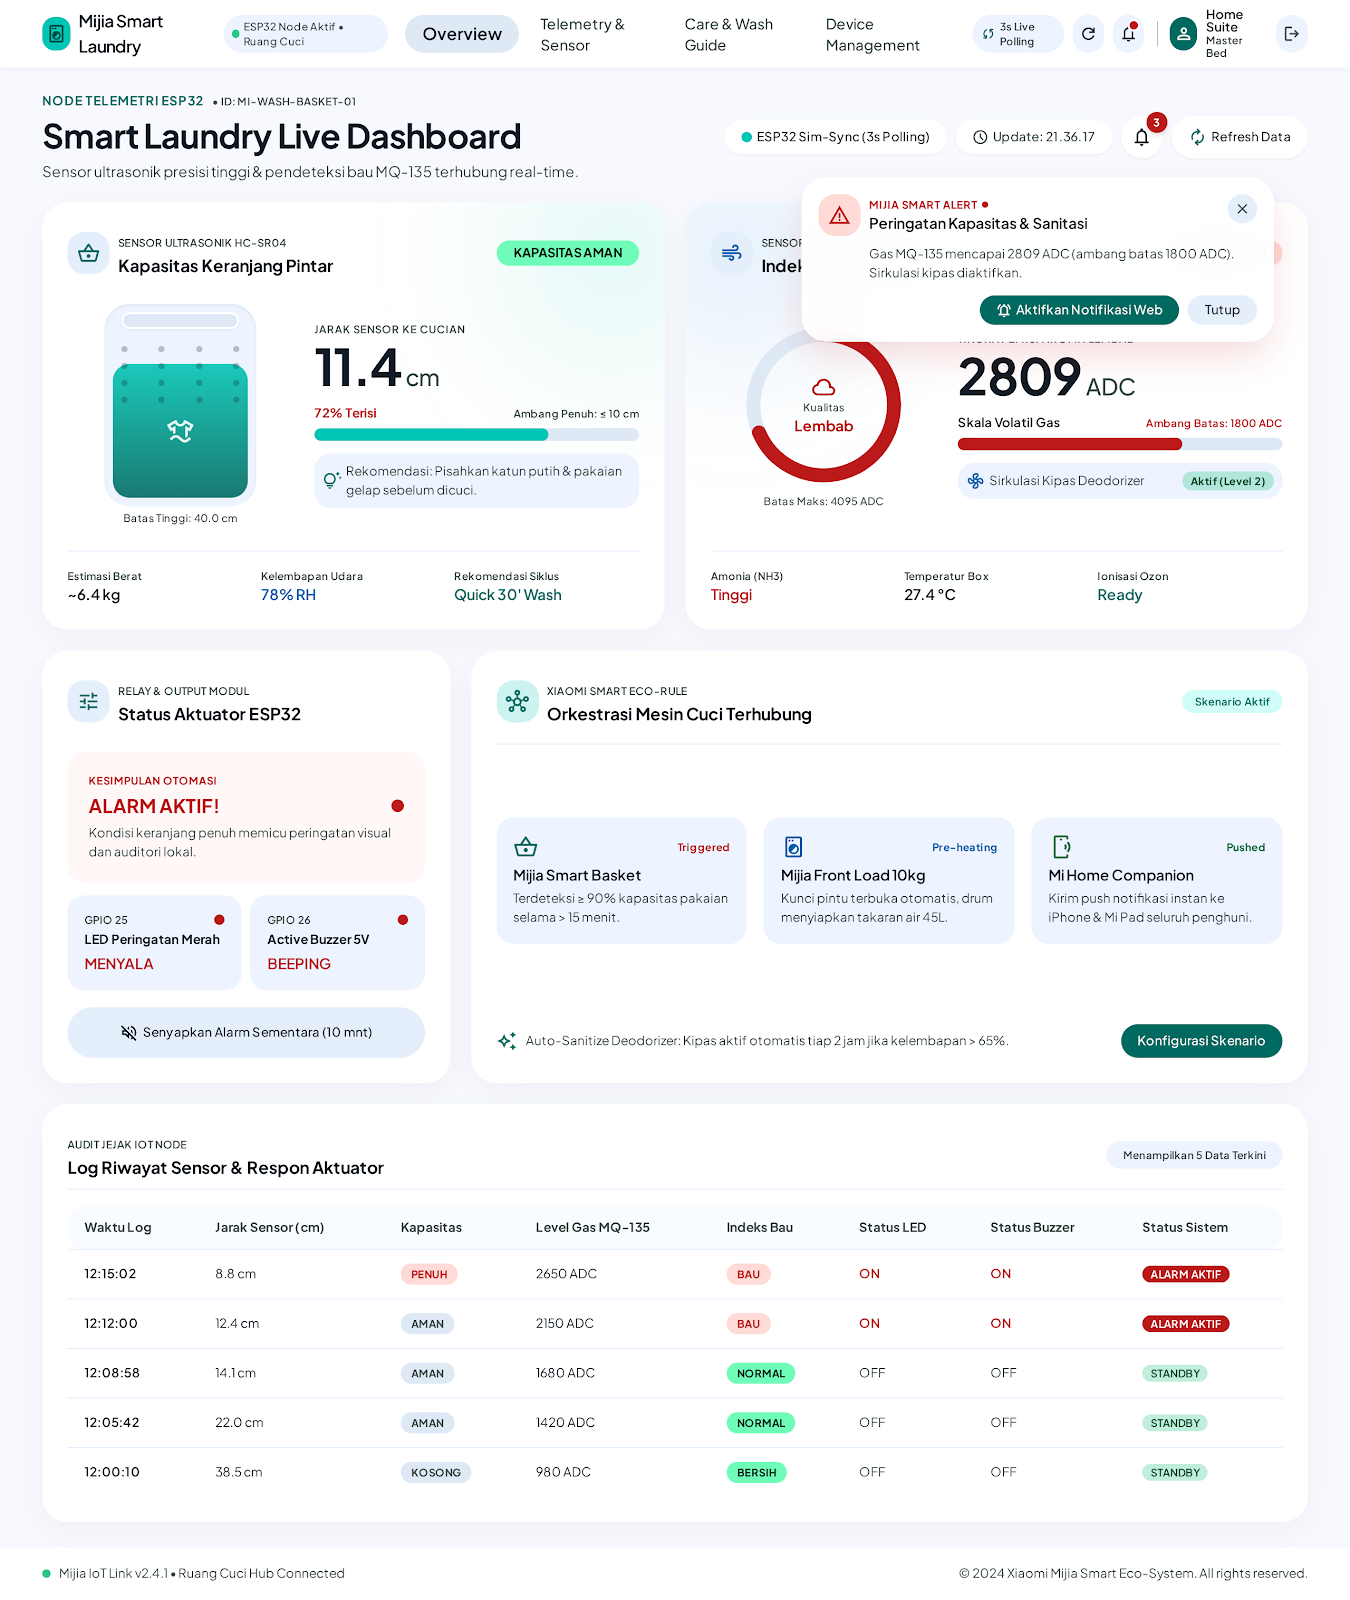 Mijia Smart
Laundry
ESP32 Node Aktif •
Ruang Cuci
Overview
Telemetry &
Sensor
Care & Wash
Guide
Device
Management
3s Live
Polling
Home
Suite
Master
Bed
NODE TELEMETRI ESP32 • ID: MI-WASH-BASKET-01
Smart Laundry Live Dashboard
Sensor ultrasonik presisi tinggi & pendeteksi bau MQ-135 terhubung real-time.
ESP32 Sim-Sync (3s Polling)
Update: 21.36.17
3
Refresh Data
MIJIA SMART ALERT
Peringatan Kapasitas & Sanitasi
Gas MQ-135 mencapai 2809 ADC (ambang batas 1800 ADC).
Sirkulasi kipas diaktifkan.
Aktifkan Notifikasi Web
Tutup
SENSOR ULTRASONIK HC-SR04
Kapasitas Keranjang Pintar
KAPASITAS AMAN
Batas Tinggi: 40.0 cm
JARAK SENSOR KE CUCIAN
11.4 cm
72% Terisi
Ambang Penuh: ≤ 10 cm
Rekomendasi: Pisahkan katun putih & pakaian
gelap sebelum dicuci.
Estimasi Berat
~6.4 kg
Kelembapan Udara
78% RH
Rekomendasi Siklus
Quick 30' Wash
Kualitas
Lembab
Batas Maks: 4095 ADC
2809 ADC
Skala Volatil Gas
Ambang Batas: 1800 ADC
Sirkulasi Kipas Deodorizer
Aktif (Level 2)
Amonia (NH3)
Tinggi
Temperatur Box
27.4 °C
Ionisasi Ozon
Ready
RELAY & OUTPUT MODUL
Status Aktuator ESP32
KESIMPULAN OTOMASI
ALARM AKTIF!
Kondisi keranjang penuh memicu peringatan visual
dan auditori lokal.
GPIO 25
LED Peringatan Merah
MENYALA
GPIO 26
Active Buzzer 5V
BEEPING
Senyapkan Alarm Sementara (10 mnt)
XIAOMI SMART ECO-RULE
Orkestrasi Mesin Cuci Terhubung
Skenario Aktif
Triggered
Mijia Smart Basket
Terdeteksi ≥ 90% kapasitas pakaian
selama > 15 menit.
Pre-heating
Mijia Front Load 10kg
Kunci pintu terbuka otomatis, drum
menyiapkan takaran air 45L.
Pushed
Mi Home Companion
Kirim push notifikasi instan ke
iPhone & Mi Pad seluruh penghuni.
Auto-Sanitize Deodorizer: Kipas aktif otomatis tiap 2 jam jika kelembapan > 65%.
Konfigurasi Skenario
AUDIT JEJAK IOT NODE
Log Riwayat Sensor & Respon Aktuator
Menampilkan 5 Data Terkini
Waktu Log Jarak Sensor (cm) Kapasitas Level Gas MQ-135 Indeks Bau Status LED Status Buzzer Status Sistem
12:15:02 8.8 cm PENUH 2650 ADC BAU ON ON ALARM AKTIF
12:12:00 12.4 cm AMAN 2150 ADC BAU ON ON ALARM AKTIF
12:08:58 14.1 cm AMAN 1680 ADC NORMAL OFF OFF STANDBY
12:05:42 22.0 cm AMAN 1420 ADC NORMAL OFF OFF STANDBY
12:00:10 38.5 cm KOSONG 980 ADC BERSIH OFF OFF STANDBY
Mijia IoT Link v2.4.1 • Ruang Cuci Hub Connected
© 2024 Xiaomi Mijia Smart Eco-System. All rights reserved.